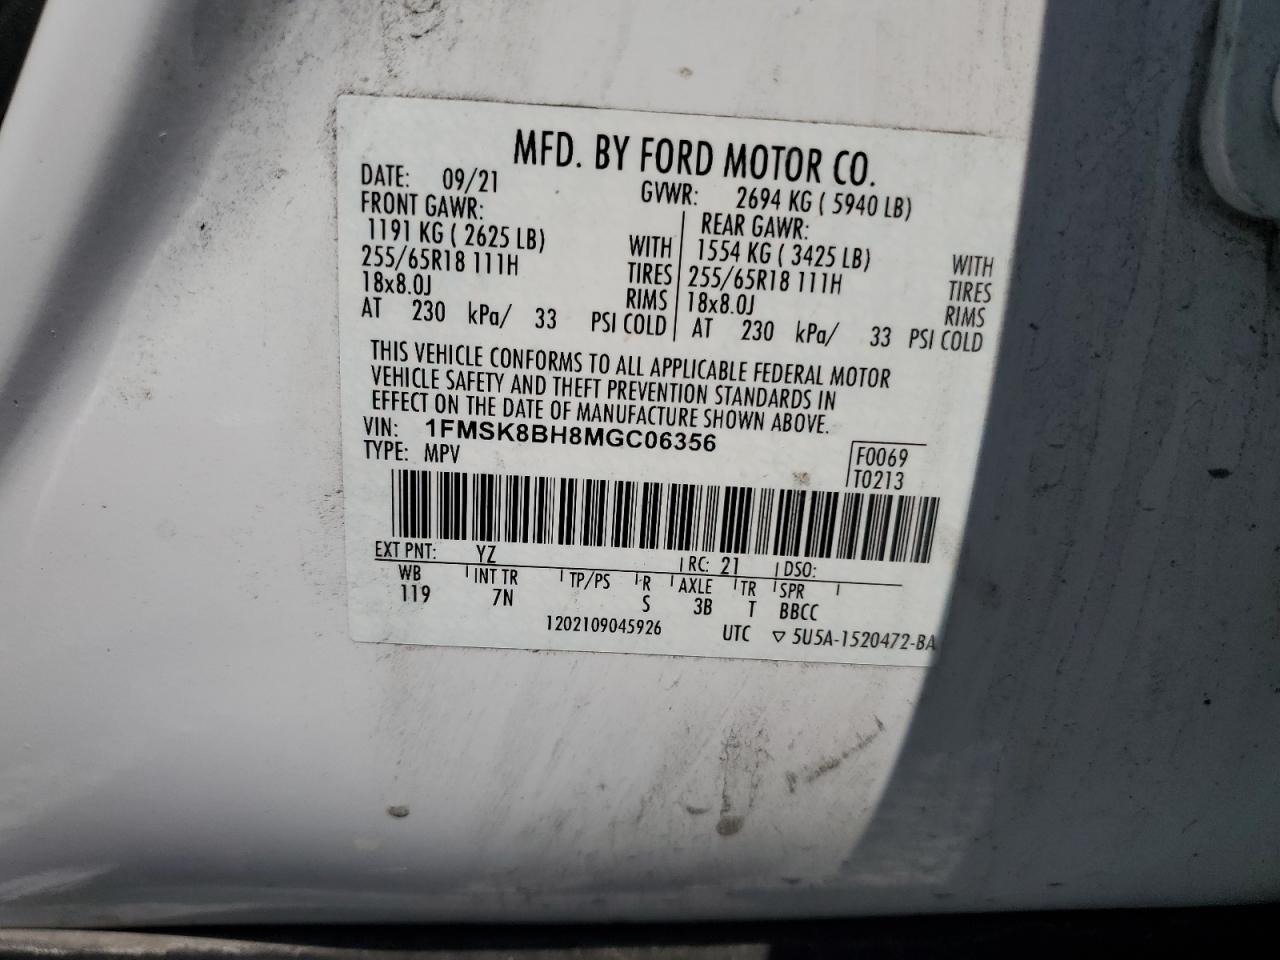 MFD. BY FORD MOTOR CO.
DATE: 09/21 GVWR: 2694 KG ( 5940 LB)
FRONT GAWR: REAR GAWR:
1191 KG ( 2625 LB) WITH 1554 KG ( 3425 LB) WITH
255/65R18 111H TIRES 255/65R18 111H TIRES
18x8.0J RIMS 18x8.0J RIMS
AT 230 kPa/ 33 PSI COLD AT 230 kPa/ 33 PSI COLD
THIS VEHICLE CONFORMS TO ALL APPLICABLE FEDERAL MOTOR
VEHICLE SAFETY AND THEFT PREVENTION STANDARDS IN
EFFECT ON THE DATE OF MANUFACTURE SHOWN ABOVE.
VIN: 1FMSK8BH8MGC06356
TYPE: MPV
F0069
T0213
EXT PNT: YZ RC: 21 DSO:
WB INT TR TP/PS R AXLE TR SPR
119 7N S 3B T BBCC
1202109045926 UTC ▽ 5U5A-1520472-BA